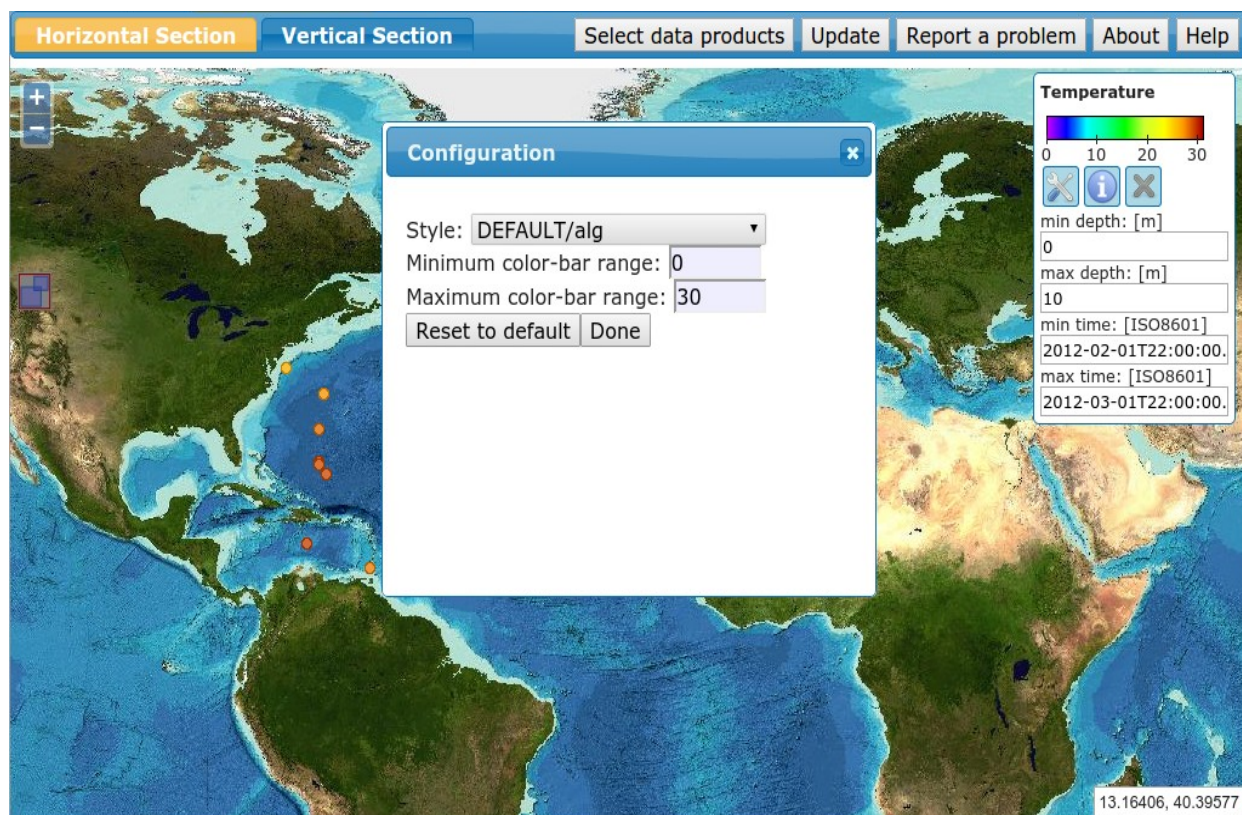 Horizontal Section Vertical Section Select data products Update Report a problem About Help
+
−
Configuration
Style: DEFAULT/alg
Minimum color-bar range: 0
Maximum color-bar range: 30
Reset to default Done
Temperature
0 10 20 30
min depth: [m]
0
max depth: [m]
10
min time: [ISO8601]
2012-02-01T22:00:00.
max time: [ISO8601]
2012-03-01T22:00:00.
13.16406, 40.39577